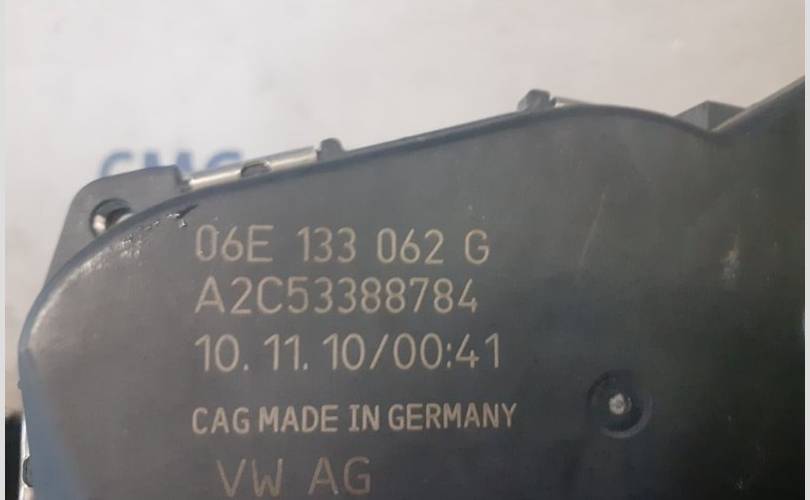 06E 133 062 G
A2C53388784
10. 11. 10/00:41
CAG MADE IN GERMANY
VW AG